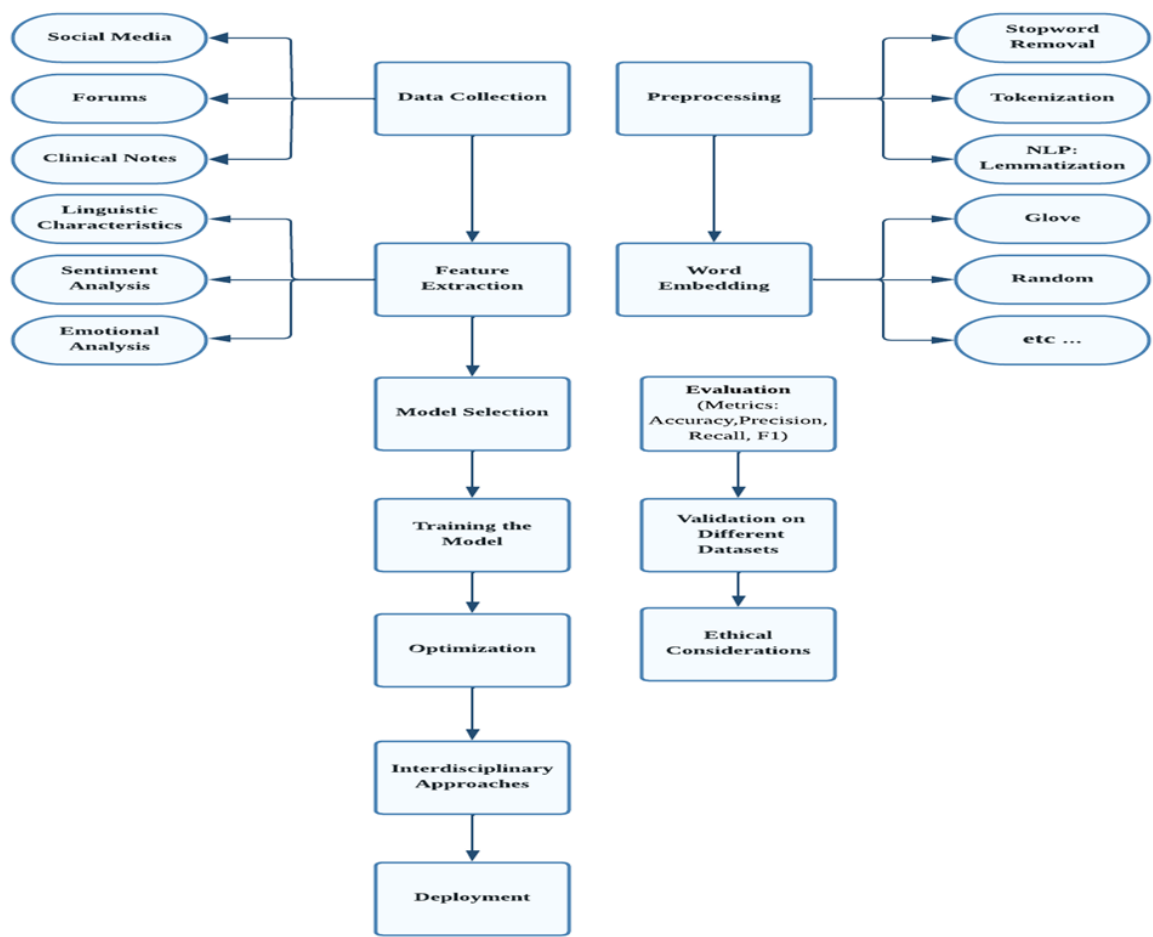 Social Media
Forums
Clinical Notes
Data Collection
Preprocessing
Stopword
Removal
Tokenization
NLP:
Lemmatization
Linguistic
Characteristics
Sentiment
Analysis
Emotional
Analysis
Feature
Extraction
Word
Embedding
Glove
Random
etc ...
Model Selection
Evaluation
(Metrics:
Accuracy,Precision,
Recall, F1)
Training the
Model
Validation on
Different
Datasets
Optimization
Ethical
Considerations
Interdisciplinary
Approaches
Deployment